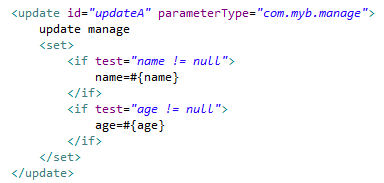 <update id="updateA" parameterType="com.myb.manage">
update manage
<set>
<if test="name != null">
name=#{name}
</if>
<if test="age != null">
age=#{age}
</if>
</set>
</update>